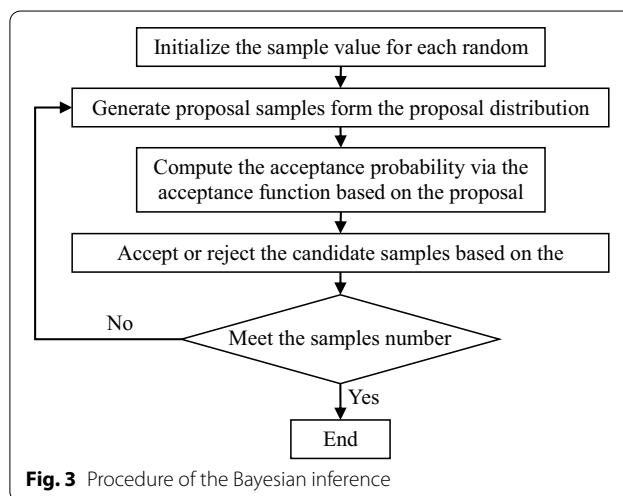 Initialize the sample value for each random
Generate proposal samples form the proposal distribution
Compute the acceptance probability via the
acceptance function based on the proposal
Accept or reject the candidate samples based on the
No
Meet the samples number
Yes
End
Fig. 3 Procedure of the Bayesian inference